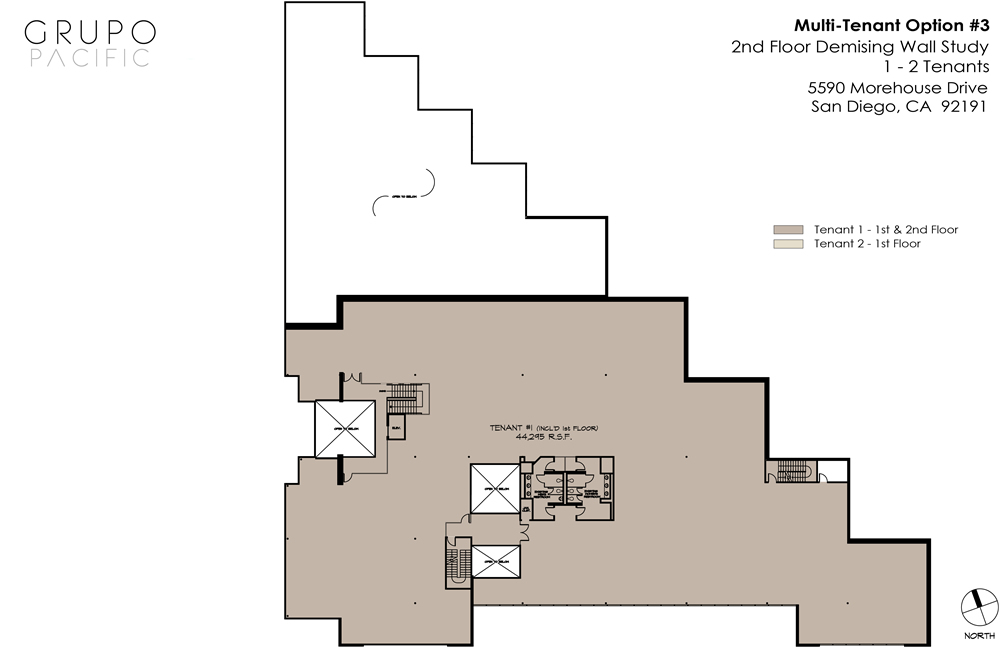 GRUPO
PACIFIC
Multi-Tenant Option #3
2nd Floor Demising Wall Study
1 - 2 Tenants
5590 Morehouse Drive
San Diego, CA 92191
OPEN TO BELOW
Tenant 1 - 1st & 2nd Floor
Tenant 2 - 1st Floor
OPEN TO BELOW
ELEV.
TENANT #1 (INCL'D 1st FLOOR)
44,295 R.S.F.
OPEN TO BELOW
OPEN TO BELOW
NORTH